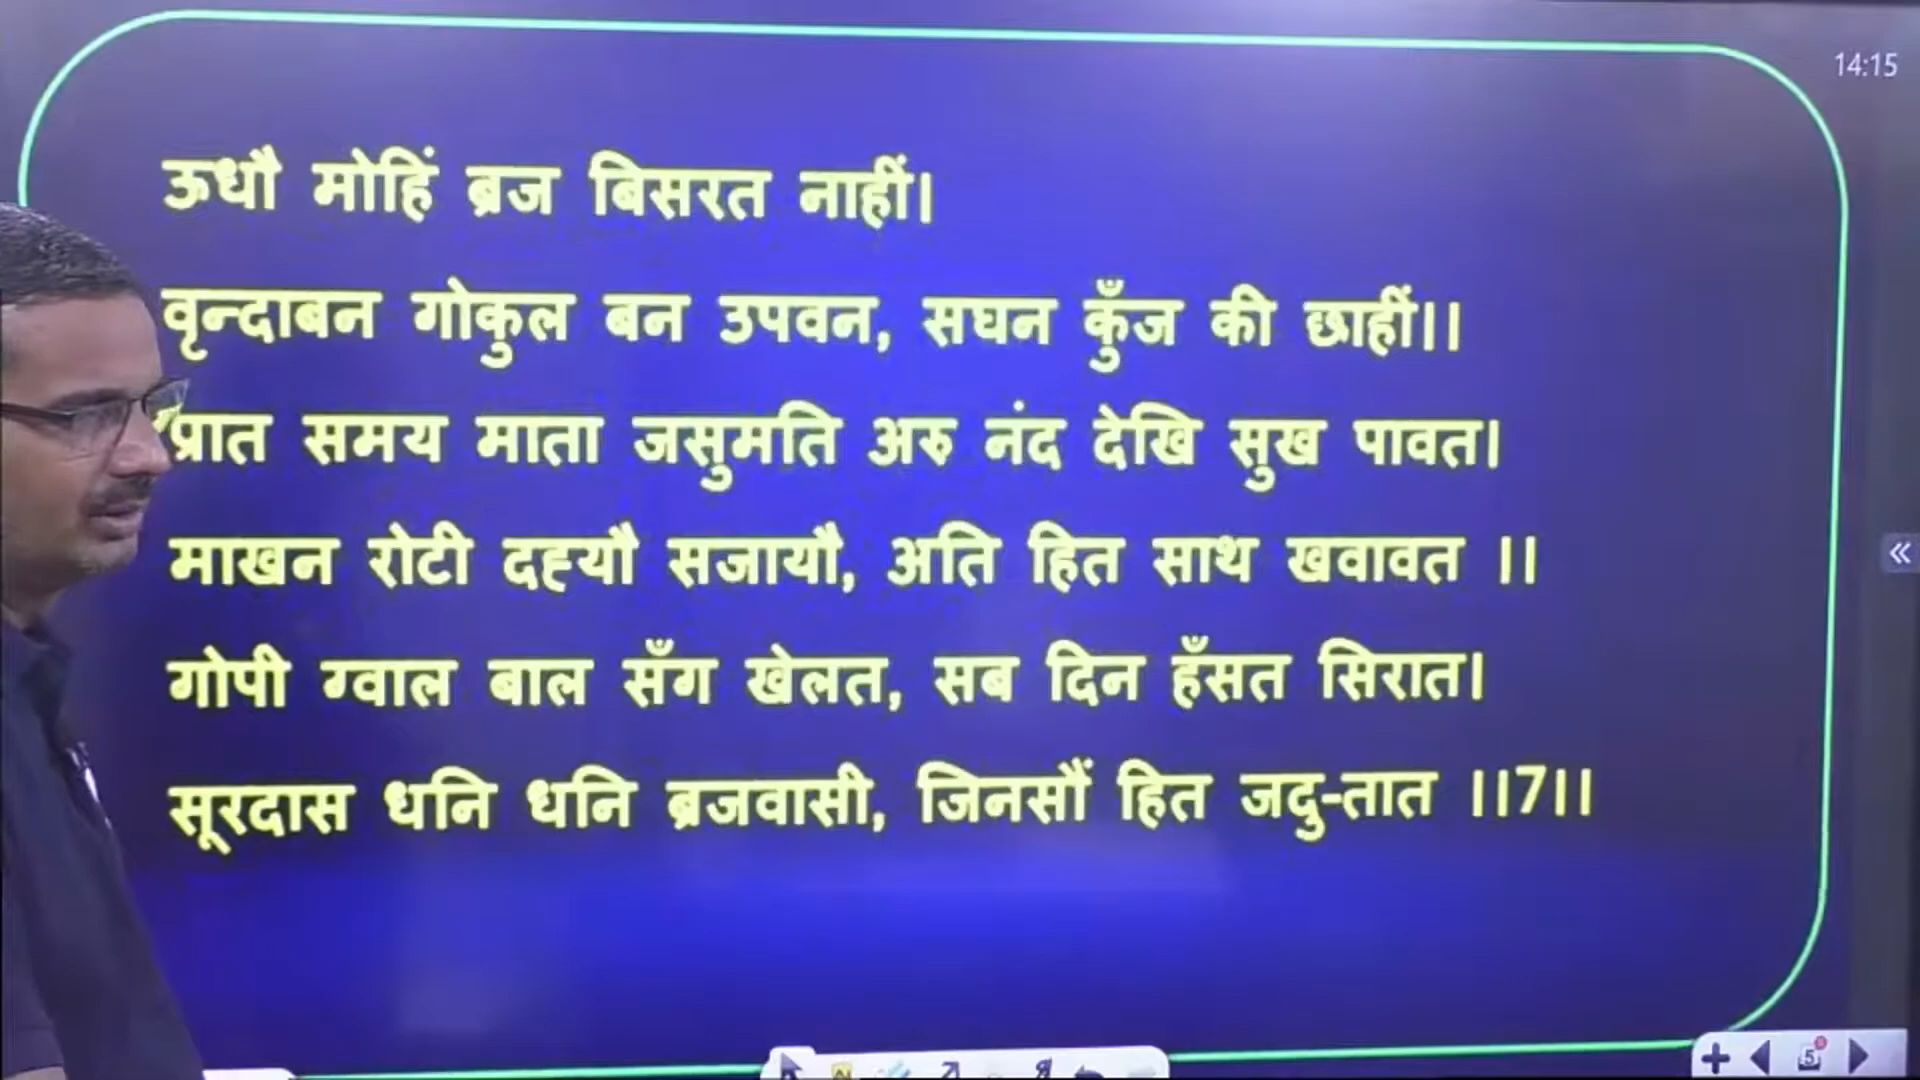 14:15
ऊधौ मोहिं ब्रज बिसरत नाहीं।
वृन्दाबन गोकुल बन उपवन, सघन कुँज की छाहीं।।
प्रात समय माता जसुमति अरु नंद देखि सुख पावत।
माखन रोटी दह्यौ सजायौ, अति हित साथ खवावत ।।
गोपी ग्वाल बाल सँग खेलत, सब दिन हँसत सिरात।
सूरदास धनि धनि ब्रजवासी, जिनसौं हित जदु-तात ।।7।।
5